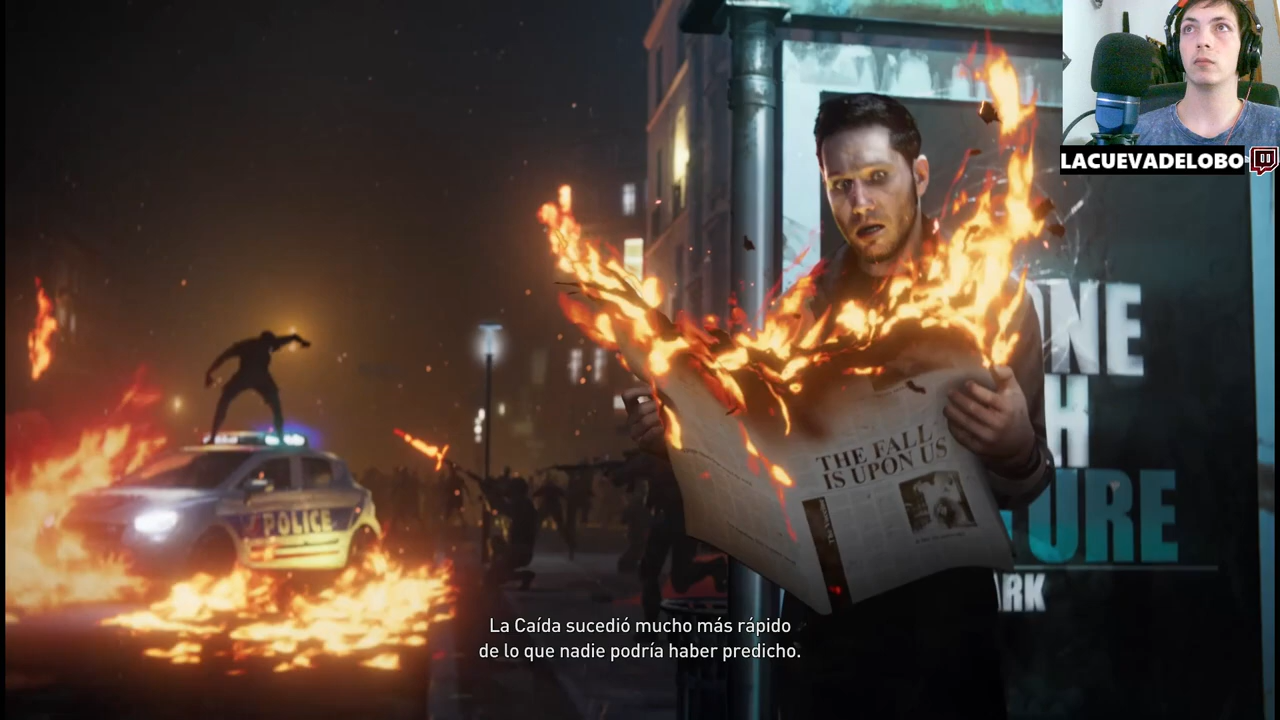 LACUEVADELOBO
POLICE
THE FALL
IS UPON US
ONE
H
URE
ARK
La Caída sucedió mucho más rápido
de lo que nadie podría haber predicho.